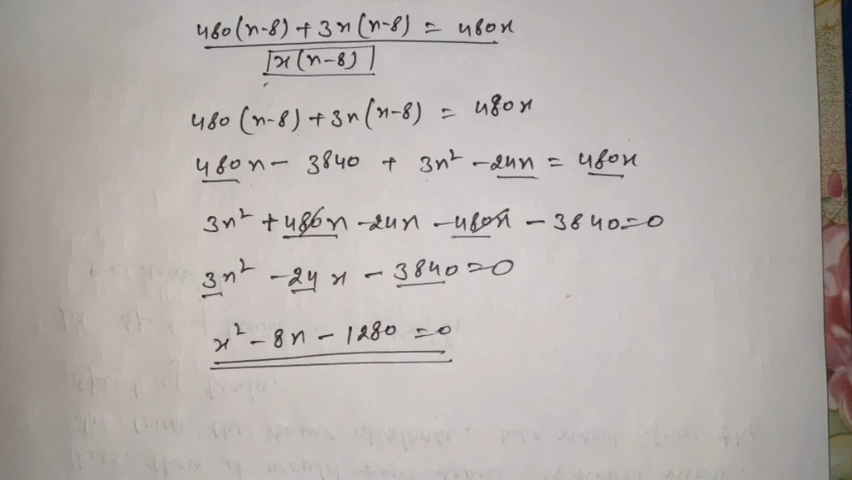 480(x-8) + 3x(x-8) = 480x
x(x-8)
480(x-8) + 3x(x-8) = 480x
480x - 3840 + 3x² - 24x = 480x
3x² + 480x - 24x - 480x - 3840 = 0
3x² - 24x - 3840 = 0
x² - 8x - 1280 = 0